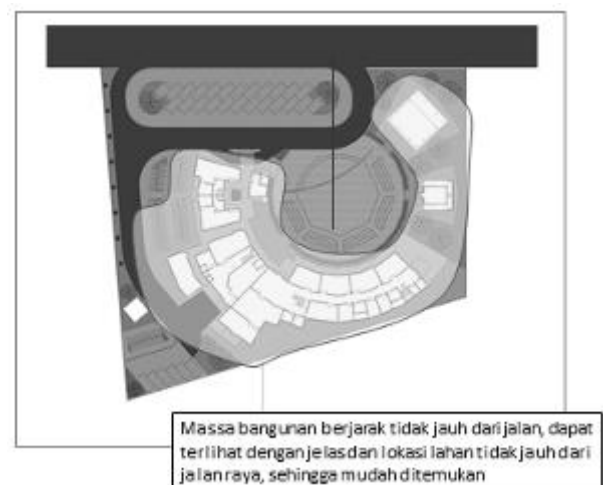 Massa bangunan berjarak tidak jauh dari jalan, dapat
terlihat dengan jelas dan lokasi lahan tidak jauh dari
jalan raya, sehingga mudah ditemukan